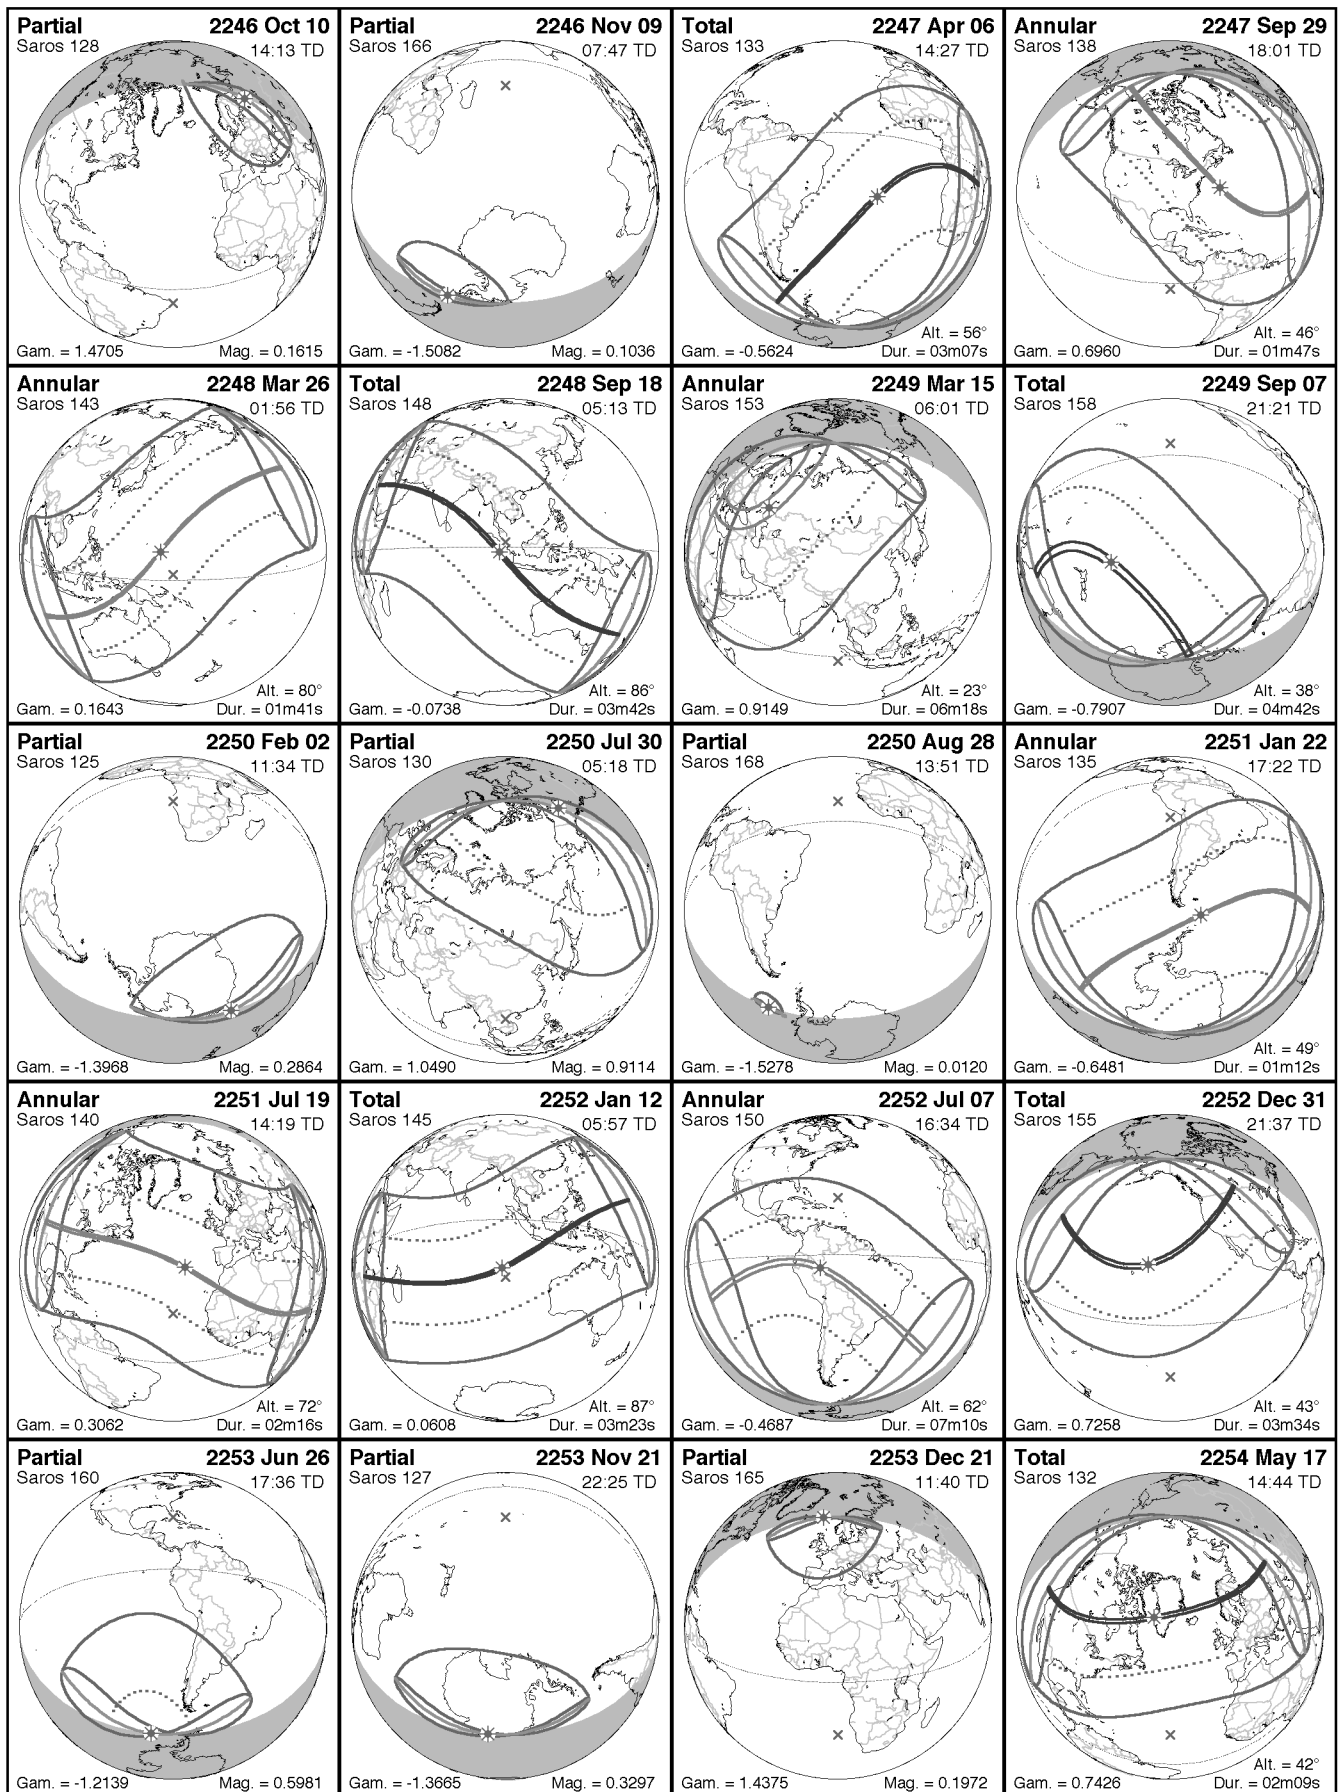 Partial 2246 Oct 10
Saros 128 14:13 TD
Gam. = 1.4705 Mag. = 0.1615
Partial 2246 Nov 09
Saros 166 07:47 TD
Gam. = -1.5082 Mag. = 0.1036
Total 2247 Apr 06
Saros 133 14:27 TD
Alt. = 56°
Gam. = -0.5624 Dur. = 03m07s
Annular 2247 Sep 29
Saros 138 18:01 TD
Alt. = 46°
Gam. = 0.6960 Dur. = 01m47s
Annular 2248 Mar 26
Saros 143 01:56 TD
Alt. = 80°
Gam. = 0.1643 Dur. = 01m41s
Total 2248 Sep 18
Saros 148 05:13 TD
Alt. = 86°
Gam. = -0.0738 Dur. = 03m42s
Annular 2249 Mar 15
Saros 153 06:01 TD
Alt. = 23°
Gam. = 0.9149 Dur. = 06m18s
Total 2249 Sep 07
Saros 158 21:21 TD
Alt. = 38°
Gam. = -0.7907 Dur. = 04m42s
Partial 2250 Feb 02
Saros 125 11:34 TD
Gam. = -1.3968 Mag. = 0.2864
Partial 2250 Jul 30
Saros 130 05:18 TD
Gam. = 1.0490 Mag. = 0.9114
Partial 2250 Aug 28
Saros 168 13:51 TD
Gam. = -1.5278 Mag. = 0.0120
Annular 2251 Jan 22
Saros 135 17:22 TD
Alt. = 49°
Gam. = -0.6481 Dur. = 01m12s
Annular 2251 Jul 19
Saros 140 14:19 TD
Alt. = 72°
Gam. = 0.3062 Dur. = 02m16s
Total 2252 Jan 12
Saros 145 05:57 TD
Alt. = 87°
Gam. = 0.0608 Dur. = 03m23s
Annular 2252 Jul 07
Saros 150 16:34 TD
Alt. = 62°
Gam. = -0.4687 Dur. = 07m10s
Total 2252 Dec 31
Saros 155 21:37 TD
Alt. = 43°
Gam. = 0.7258 Dur. = 03m34s
Partial 2253 Jun 26
Saros 160 17:36 TD
Gam. = -1.2139 Mag. = 0.5981
Partial 2253 Nov 21
Saros 127 22:25 TD
Gam. = -1.3665 Mag. = 0.3297
Partial 2253 Dec 21
Saros 165 11:40 TD
Gam. = 1.4375 Mag. = 0.1972
Total 2254 May 17
Saros 132 14:44 TD
Alt. = 42°
Gam. = 0.7426 Dur. = 02m09s